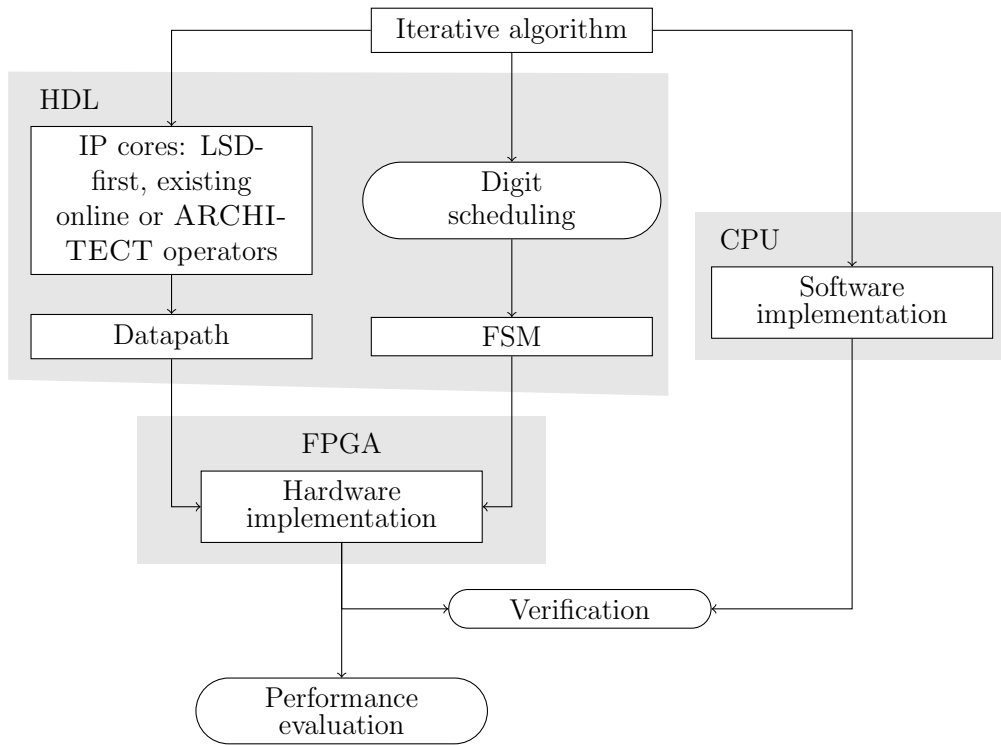 Iterative algorithm
HDL
IP cores: LSD-
first, existing
online or ARCHI-
TECT operators
Digit
scheduling
CPU
Software
implementation
Datapath
FSM
FPGA
Hardware
implementation
Verification
Performance
evaluation